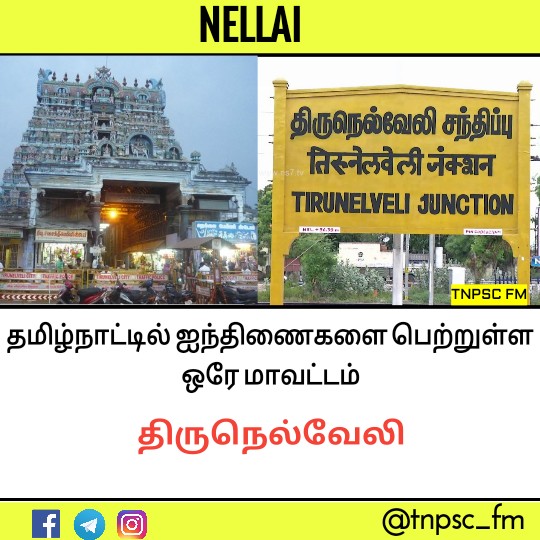 NELLAI
திருநெல்வேலி சந்திப்பு
तिरुनेलवेली जंक्शन
TIRUNELVELI JUNCTION
TNPSC FM
தமிழ்நாட்டில் ஐந்திணைகளை பெற்றுள்ள
ஒரே மாவட்டம்
திருநெல்வேலி
@tnpsc_fm